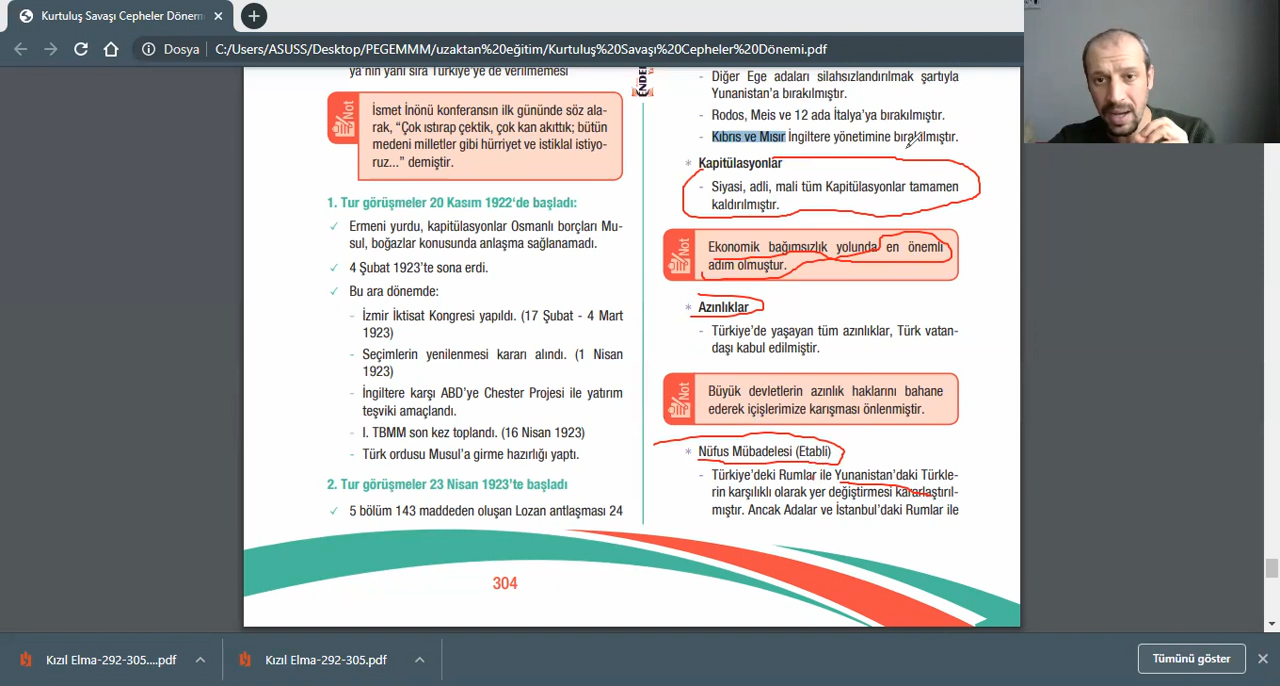 Kurtuluş Savaşı Cepheler Dönem
Dosya
C:/Users/ASUSS/Desktop/PEGEMMM/uzaktan%20eğitim/Kurtuluş%20Savaşı%20Cepheler%20Dönemi.pdf
ya'nın yanı sıra Türkiye'ye de verilmemesi
Not
İsmet İnönü konferansın ilk gününde söz ala-
rak, "Çok ıstırap çektik, çok kan akıttık; bütün
medeni milletler gibi hürriyet ve istiklal istiyo-
ruz..." demiştir.
1. Tur görüşmeler 20 Kasım 1922'de başladı:
Ermeni yurdu, kapitülasyonlar Osmanlı borçları Mu-
sul, boğazlar konusunda anlaşma sağlanamadı.
4 Şubat 1923'te sona erdi.
Bu ara dönemde:
- İzmir İktisat Kongresi yapıldı. (17 Şubat - 4 Mart
1923)
- Seçimlerin yenilenmesi kararı alındı. (1 Nisan
1923)
- İngiltere karşı ABD'ye Chester Projesi ile yatırım
teşviki amaçlandı.
- I. TBMM son kez toplandı. (16 Nisan 1923)
- Türk ordusu Musul'a girme hazırlığı yaptı.
2. Tur görüşmeler 23 Nisan 1923'te başladı
5 bölüm 143 maddeden oluşan Lozan antlaşması 24
- Diğer Ege adaları silahsızlandırılmak şartıyla
Yunanistan'a bırakılmıştır.
- Rodos, Meis ve 12 ada İtalya'ya bırakılmıştır.
- Kıbrıs ve Mısır İngiltere yönetimine bırakılmıştır.
* Kapitülasyonlar
- Siyasi, adli, mali tüm Kapitülasyonlar tamamen
kaldırılmıştır.
Not
Ekonomik bağımsızlık yolunda en önemli
adım olmuştur.
* Azınlıklar
- Türkiye'de yaşayan tüm azınlıklar, Türk vatan-
daşı kabul edilmiştir.
Not
Büyük devletlerin azınlık haklarını bahane
ederek içişlerimize karışması önlenmiştir.
* Nüfus Mübadelesi (Etabli)
- Türkiye'deki Rumlar ile Yunanistan'daki Türkle-
rin karşılıklı olarak yer değiştirmesi kararlaştırıl-
mıştır. Ancak Adalar ve İstanbul'daki Rumlar ile
304
Kızıl Elma-292-305....pdf
Kızıl Elma-292-305.pdf
Tümünü göster